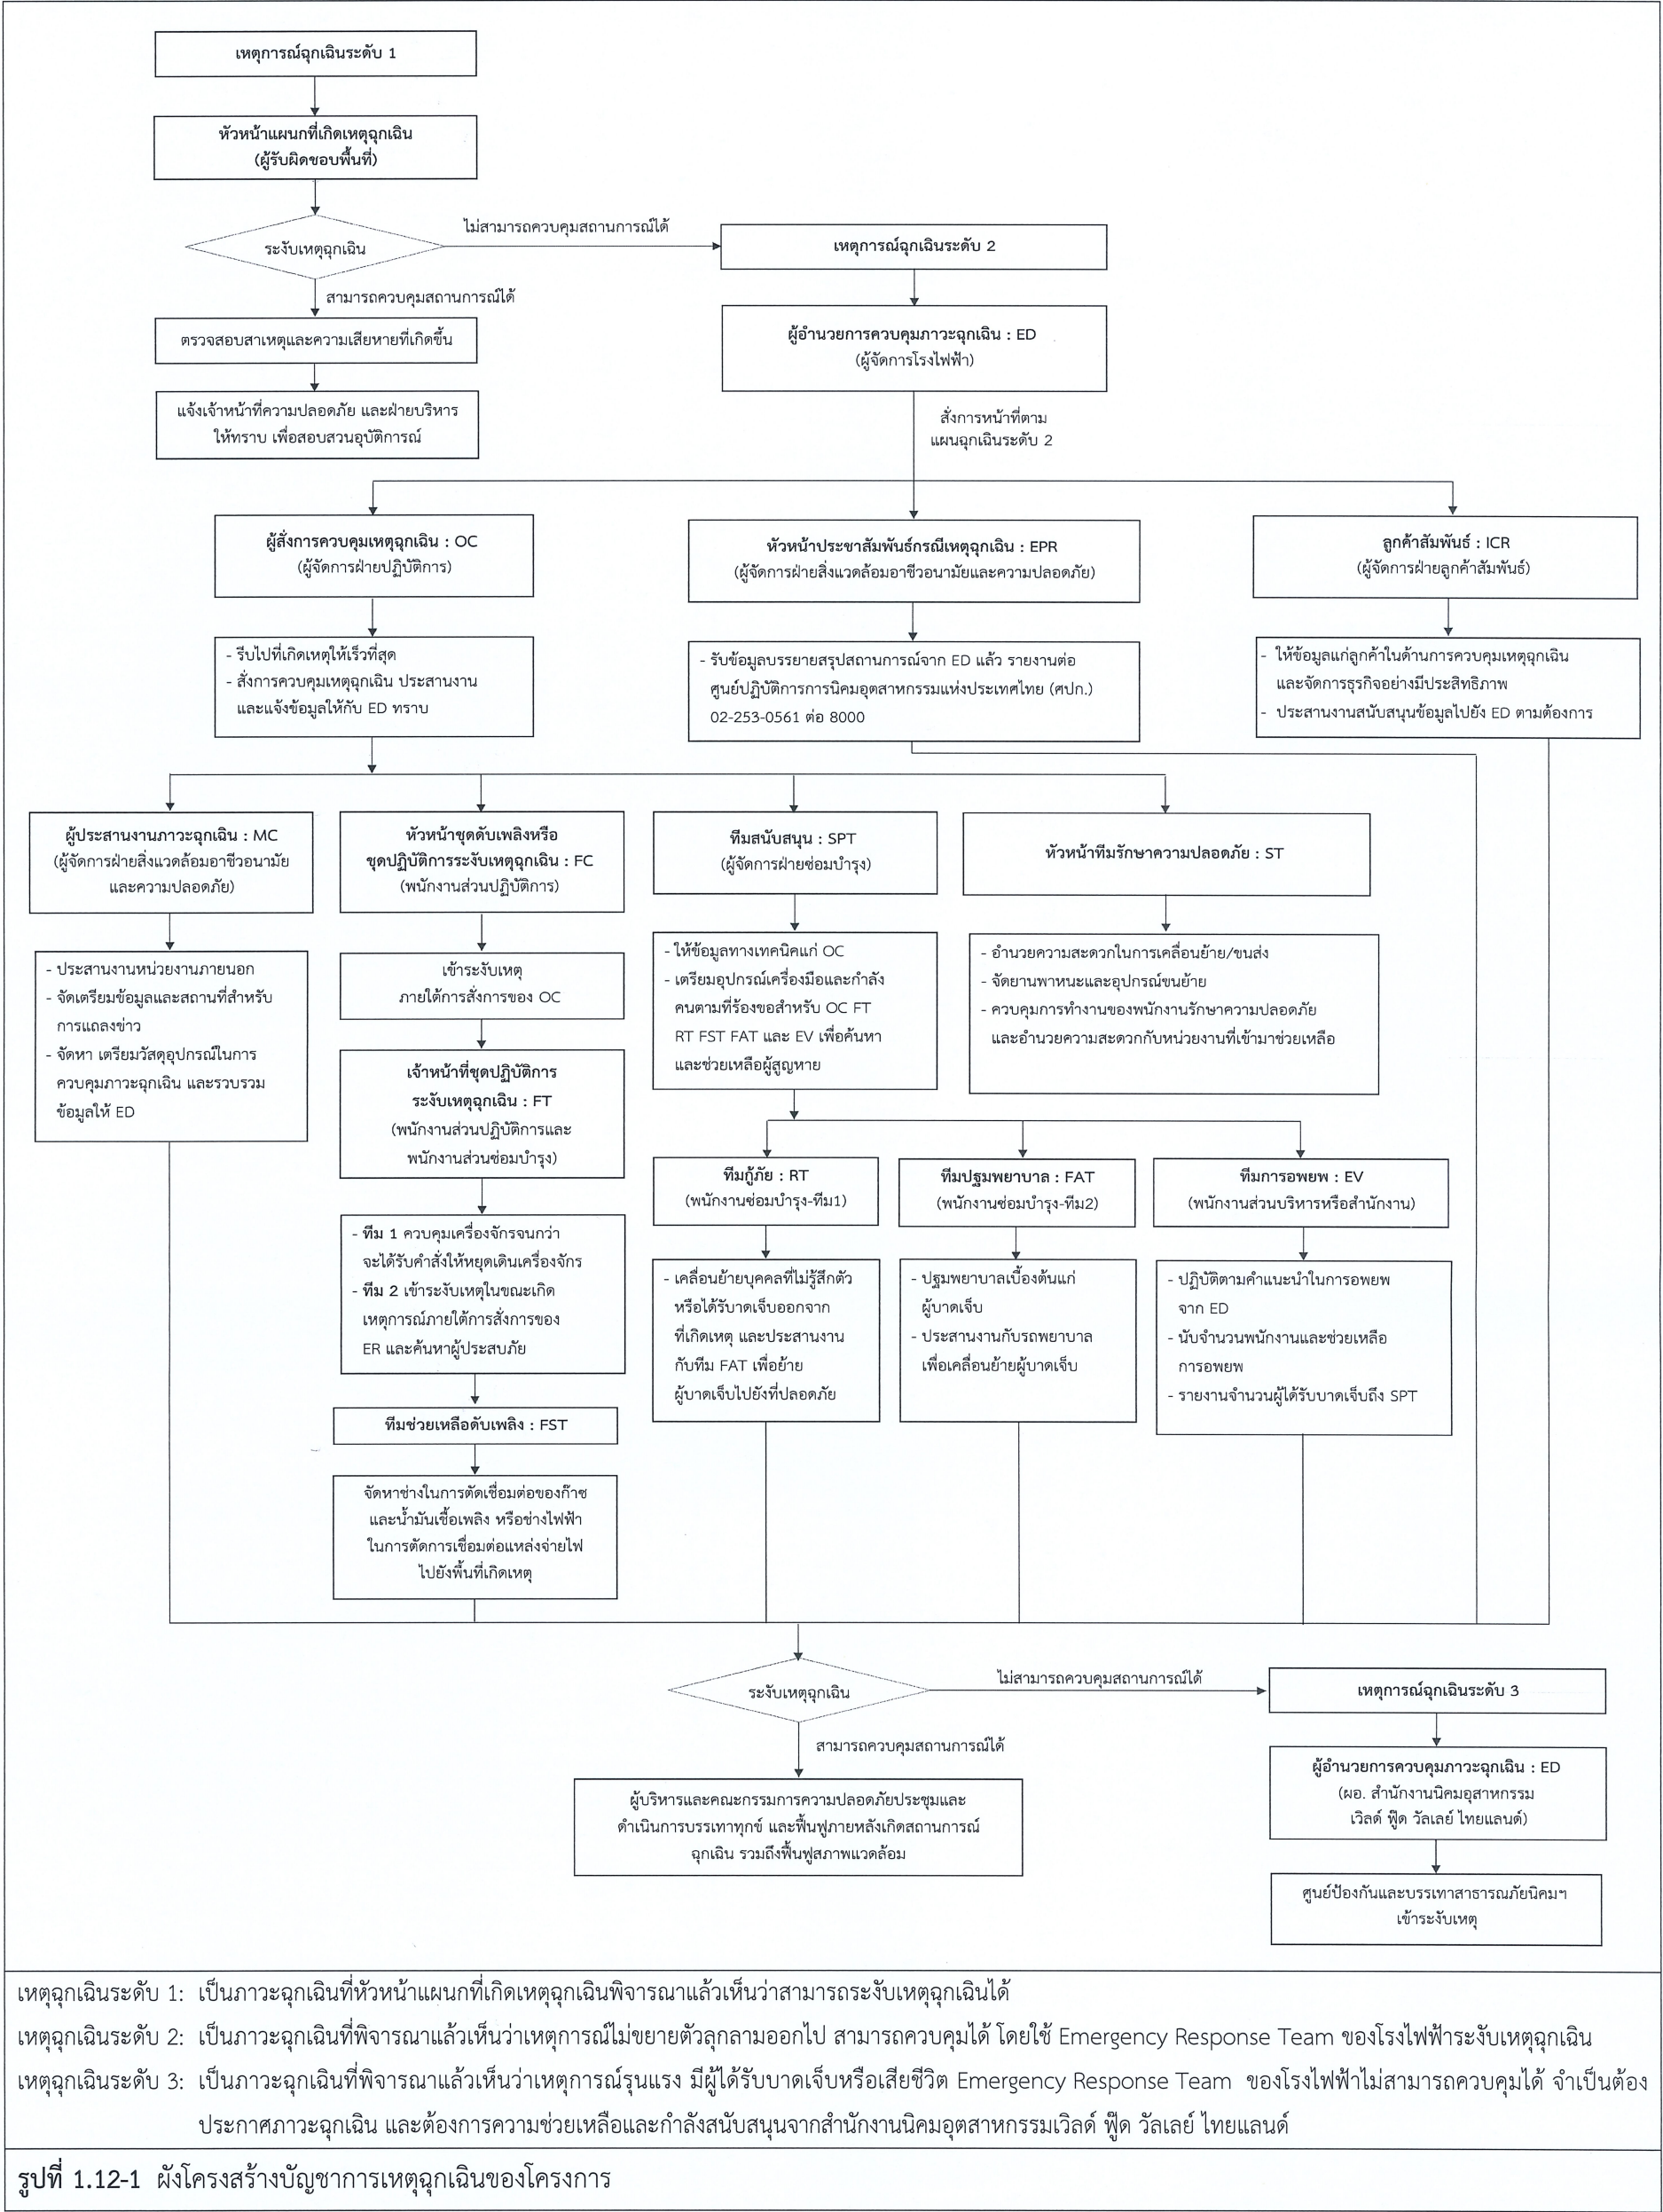 เหตุการณ์ฉุกเฉินระดับ 1
หัวหน้าแผนกที่เกิดเหตุฉุกเฉิน
(ผู้รับผิดชอบพื้นที่)
ระงับเหตุฉุกเฉิน
ไม่สามารถควบคุมสถานการณ์ได้
สามารถควบคุมสถานการณ์ได้
ตรวจสอบสาเหตุและความเสียหายที่เกิดขึ้น
แจ้งเจ้าหน้าที่ความปลอดภัย และฝ่ายบริหาร
ให้ทราบ เพื่อสอบสวนอุบัติการณ์
เหตุการณ์ฉุกเฉินระดับ 2
ผู้อำนวยการควบคุมภาวะฉุกเฉิน : ED
(ผู้จัดการโรงไฟฟ้า)
สั่งการหน้าที่ตาม
แผนฉุกเฉินระดับ 2
ผู้สั่งการควบคุมเหตุฉุกเฉิน : OC
(ผู้จัดการฝ่ายปฏิบัติการ)
- รีบไปที่เกิดเหตุให้เร็วที่สุด
- สั่งการควบคุมเหตุฉุกเฉิน ประสานงาน
และแจ้งข้อมูลให้กับ ED ทราบ
หัวหน้าประชาสัมพันธ์กรณีเหตุฉุกเฉิน : EPR
(ผู้จัดการฝ่ายสิ่งแวดล้อมอาชีวอนามัยและความปลอดภัย)
- รับข้อมูลบรรยายสรุปสถานการณ์จาก ED แล้ว รายงานต่อ
ศูนย์ปฏิบัติการการนิคมอุตสาหกรรมแห่งประเทศไทย (ศปก.)
02-253-0561 ต่อ 8000
ลูกค้าสัมพันธ์ : ICR
(ผู้จัดการฝ่ายลูกค้าสัมพันธ์)
- ให้ข้อมูลแก่ลูกค้าในด้านการควบคุมเหตุฉุกเฉิน
และจัดการธุรกิจอย่างมีประสิทธิภาพ
- ประสานงานสนับสนุนข้อมูลไปยัง ED ตามต้องการ
ผู้ประสานงานภาวะฉุกเฉิน : MC
(ผู้จัดการฝ่ายสิ่งแวดล้อมอาชีวอนามัย
และความปลอดภัย)
- ประสานงานหน่วยงานภายนอก
- จัดเตรียมข้อมูลและสถานที่สำหรับ
การแถลงข่าว
- จัดหา เตรียมวัสดุอุปกรณ์ในการ
ควบคุมภาวะฉุกเฉิน และรวบรวม
ข้อมูลให้ ED
หัวหน้าชุดดับเพลิงหรือ
ชุดปฏิบัติการระงับเหตุฉุกเฉิน : FC
(พนักงานส่วนปฏิบัติการ)
เข้าระงับเหตุ
ภายใต้การสั่งการของ OC
เจ้าหน้าที่ชุดปฏิบัติการ
ระงับเหตุฉุกเฉิน : FT
(พนักงานส่วนปฏิบัติการและ
พนักงานส่วนซ่อมบำรุง)
- ทีม 1 ควบคุมเครื่องจักรจนกว่า
จะได้รับคำสั่งให้หยุดเดินเครื่องจักร
- ทีม 2 เข้าระงับเหตุในขณะเกิด
เหตุการณ์ภายใต้การสั่งการของ
ER และค้นหาผู้ประสบภัย
ทีมช่วยเหลือดับเพลิง : FST
จัดหาช่างในการตัดเชื่อมต่อของก๊าซ
และน้ำมันเชื้อเพลิง หรือช่างไฟฟ้า
ในการตัดการเชื่อมต่อแหล่งจ่ายไฟ
ไปยังพื้นที่เกิดเหตุ
ทีมสนับสนุน : SPT
(ผู้จัดการฝ่ายซ่อมบำรุง)
- ให้ข้อมูลทางเทคนิคแก่ OC
- เตรียมอุปกรณ์เครื่องมือและกำลัง
คนตามที่ร้องขอสำหรับ OC FT
RT FST FAT และ EV เพื่อค้นหา
และช่วยเหลือผู้สูญหาย
หัวหน้าทีมรักษาความปลอดภัย : ST
- อำนวยความสะดวกในการเคลื่อนย้าย/ขนส่ง
- จัดยานพาหนะและอุปกรณ์ขนย้าย
- ควบคุมการทำงานของพนักงานรักษาความปลอดภัย
และอำนวยความสะดวกกับหน่วยงานที่เข้ามาช่วยเหลือ
ทีมกู้ภัย : RT
(พนักงานซ่อมบำรุง-ทีม1)
- เคลื่อนย้ายบุคคลที่ไม่รู้สึกตัว
หรือได้รับบาดเจ็บออกจาก
ที่เกิดเหตุ และประสานงาน
กับทีม FAT เพื่อย้าย
ผู้บาดเจ็บไปยังที่ปลอดภัย
ทีมปฐมพยาบาล : FAT
(พนักงานซ่อมบำรุง-ทีม2)
- ปฐมพยาบาลเบื้องต้นแก่
ผู้บาดเจ็บ
- ประสานงานกับรถพยาบาล
เพื่อเคลื่อนย้ายผู้บาดเจ็บ
ทีมการอพยพ : EV
(พนักงานส่วนบริหารหรือสำนักงาน)
- ปฏิบัติตามคำแนะนำในการอพยพ
จาก ED
- นับจำนวนพนักงานและช่วยเหลือ
การอพยพ
- รายงานจำนวนผู้ได้รับบาดเจ็บถึง SPT
ระงับเหตุฉุกเฉิน
ไม่สามารถควบคุมสถานการณ์ได้
สามารถควบคุมสถานการณ์ได้
ผู้บริหารและคณะกรรมการความปลอดภัยประชุมและ
ดำเนินการบรรเทาทุกข์ และฟื้นฟูภายหลังเกิดสถานการณ์
ฉุกเฉิน รวมถึงฟื้นฟูสภาพแวดล้อม
เหตุการณ์ฉุกเฉินระดับ 3
ผู้อำนวยการควบคุมภาวะฉุกเฉิน : ED
(ผอ. สำนักงานนิคมอุสาหกรรม
เวิลด์ ฟู๊ด วัลเลย์ ไทยแลนด์)
ศูนย์ป้องกันและบรรเทาสาธารณภัยนิคมฯ
เข้าระงับเหตุ
เหตุฉุกเฉินระดับ 1: เป็นภาวะฉุกเฉินที่หัวหน้าแผนกที่เกิดเหตุฉุกเฉินพิจารณาแล้วเห็นว่าสามารถระงับเหตุฉุกเฉินได้
เหตุฉุกเฉินระดับ 2: เป็นภาวะฉุกเฉินที่พิจารณาแล้วเห็นว่าเหตุการณ์ไม่ขยายตัวลุกลามออกไป สามารถควบคุมได้ โดยใช้ Emergency Response Team ของโรงไฟฟ้าระงับเหตุฉุกเฉิน
เหตุฉุกเฉินระดับ 3: เป็นภาวะฉุกเฉินที่พิจารณาแล้วเห็นว่าเหตุการณ์รุนแรง มีผู้ได้รับบาดเจ็บหรือเสียชีวิต Emergency Response Team ของโรงไฟฟ้าไม่สามารถควบคุมได้ จำเป็นต้อง
ประกาศภาวะฉุกเฉิน และต้องการความช่วยเหลือและกำลังสนับสนุนจากสำนักงานนิคมอุตสาหกรรมเวิลด์ ฟู๊ด วัลเลย์ ไทยแลนด์
รูปที่ 1.12-1 ผังโครงสร้างบัญชาการเหตุฉุกเฉินของโครงการ